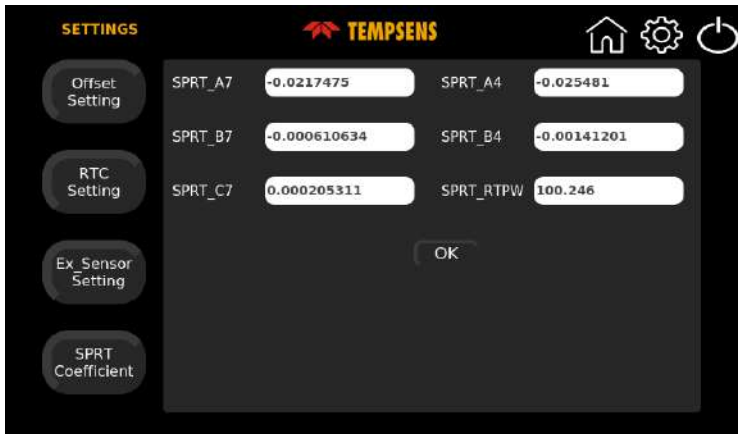 SETTINGS
TEMPSENS
Offset
Setting
RTC
Setting
Ex_Sensor
Setting
SPRT
Coefficient
SPRT_A7 -0.0217475 SPRT_A4 -0.025481
SPRT_B7 -0.000610634 SPRT_B4 -0.00141201
SPRT_C7 0.000205311 SPRT_RTPW 100.246
OK